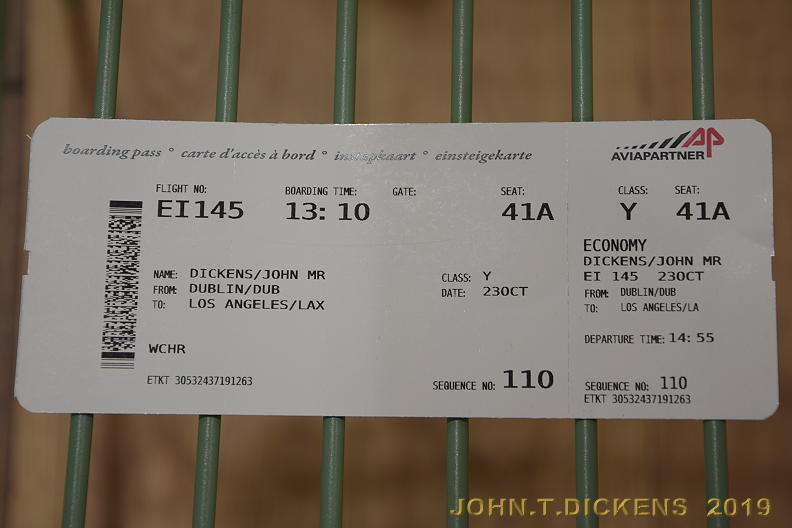 boarding pass ° carte d'accès à bord ° instapkaart ° einsteigekarte
AP
AVIAPARTNER
FLIGHT NO: BOARDING TIME: GATE: SEAT:
EI145 13:10 41A
NAME: DICKENS/JOHN MR
FROM: DUBLIN/DUB
TO: LOS ANGELES/LAX
CLASS: Y
DATE: 23OCT
WCHR
ETKT 30532437191263
SEQUENCE NO: 110
CLASS: SEAT:
Y 41A
ECONOMY
DICKENS/JOHN MR
EI 145 23OCT
FROM: DUBLIN/DUB
TO: LOS ANGELES/LA
DEPARTURE TIME: 14:55
SEQUENCE NO: 110
ETKT 30532437191263
JOHN.T.DICKENS 2019